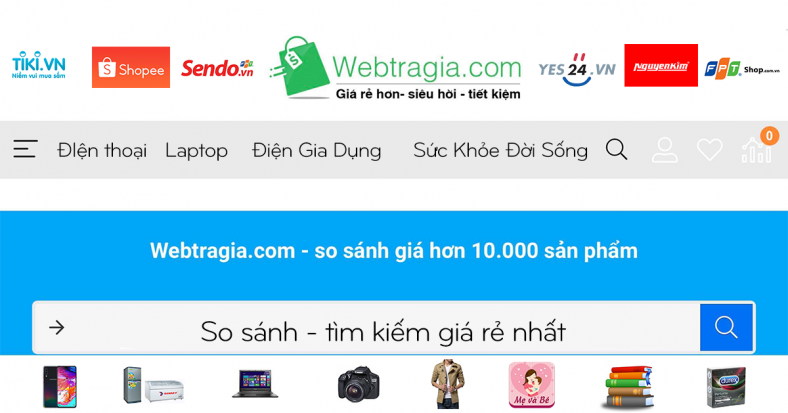 TIKI.VN
Niềm vui mua sắm
Shopee
Sendo.vn
Webtragia.com
Giá rẻ hơn- siêu hời - tiết kiệm
YES24.VN
NguyenKim
FPT Shop.com.vn
0
ĐIện thoại Laptop Điện Gia Dụng Sức Khỏe Đời Sống
Webtragia.com - so sánh giá hơn 10.000 sản phẩm
So sánh - tìm kiếm giá rẻ nhất
Mẹ và Bé
durex